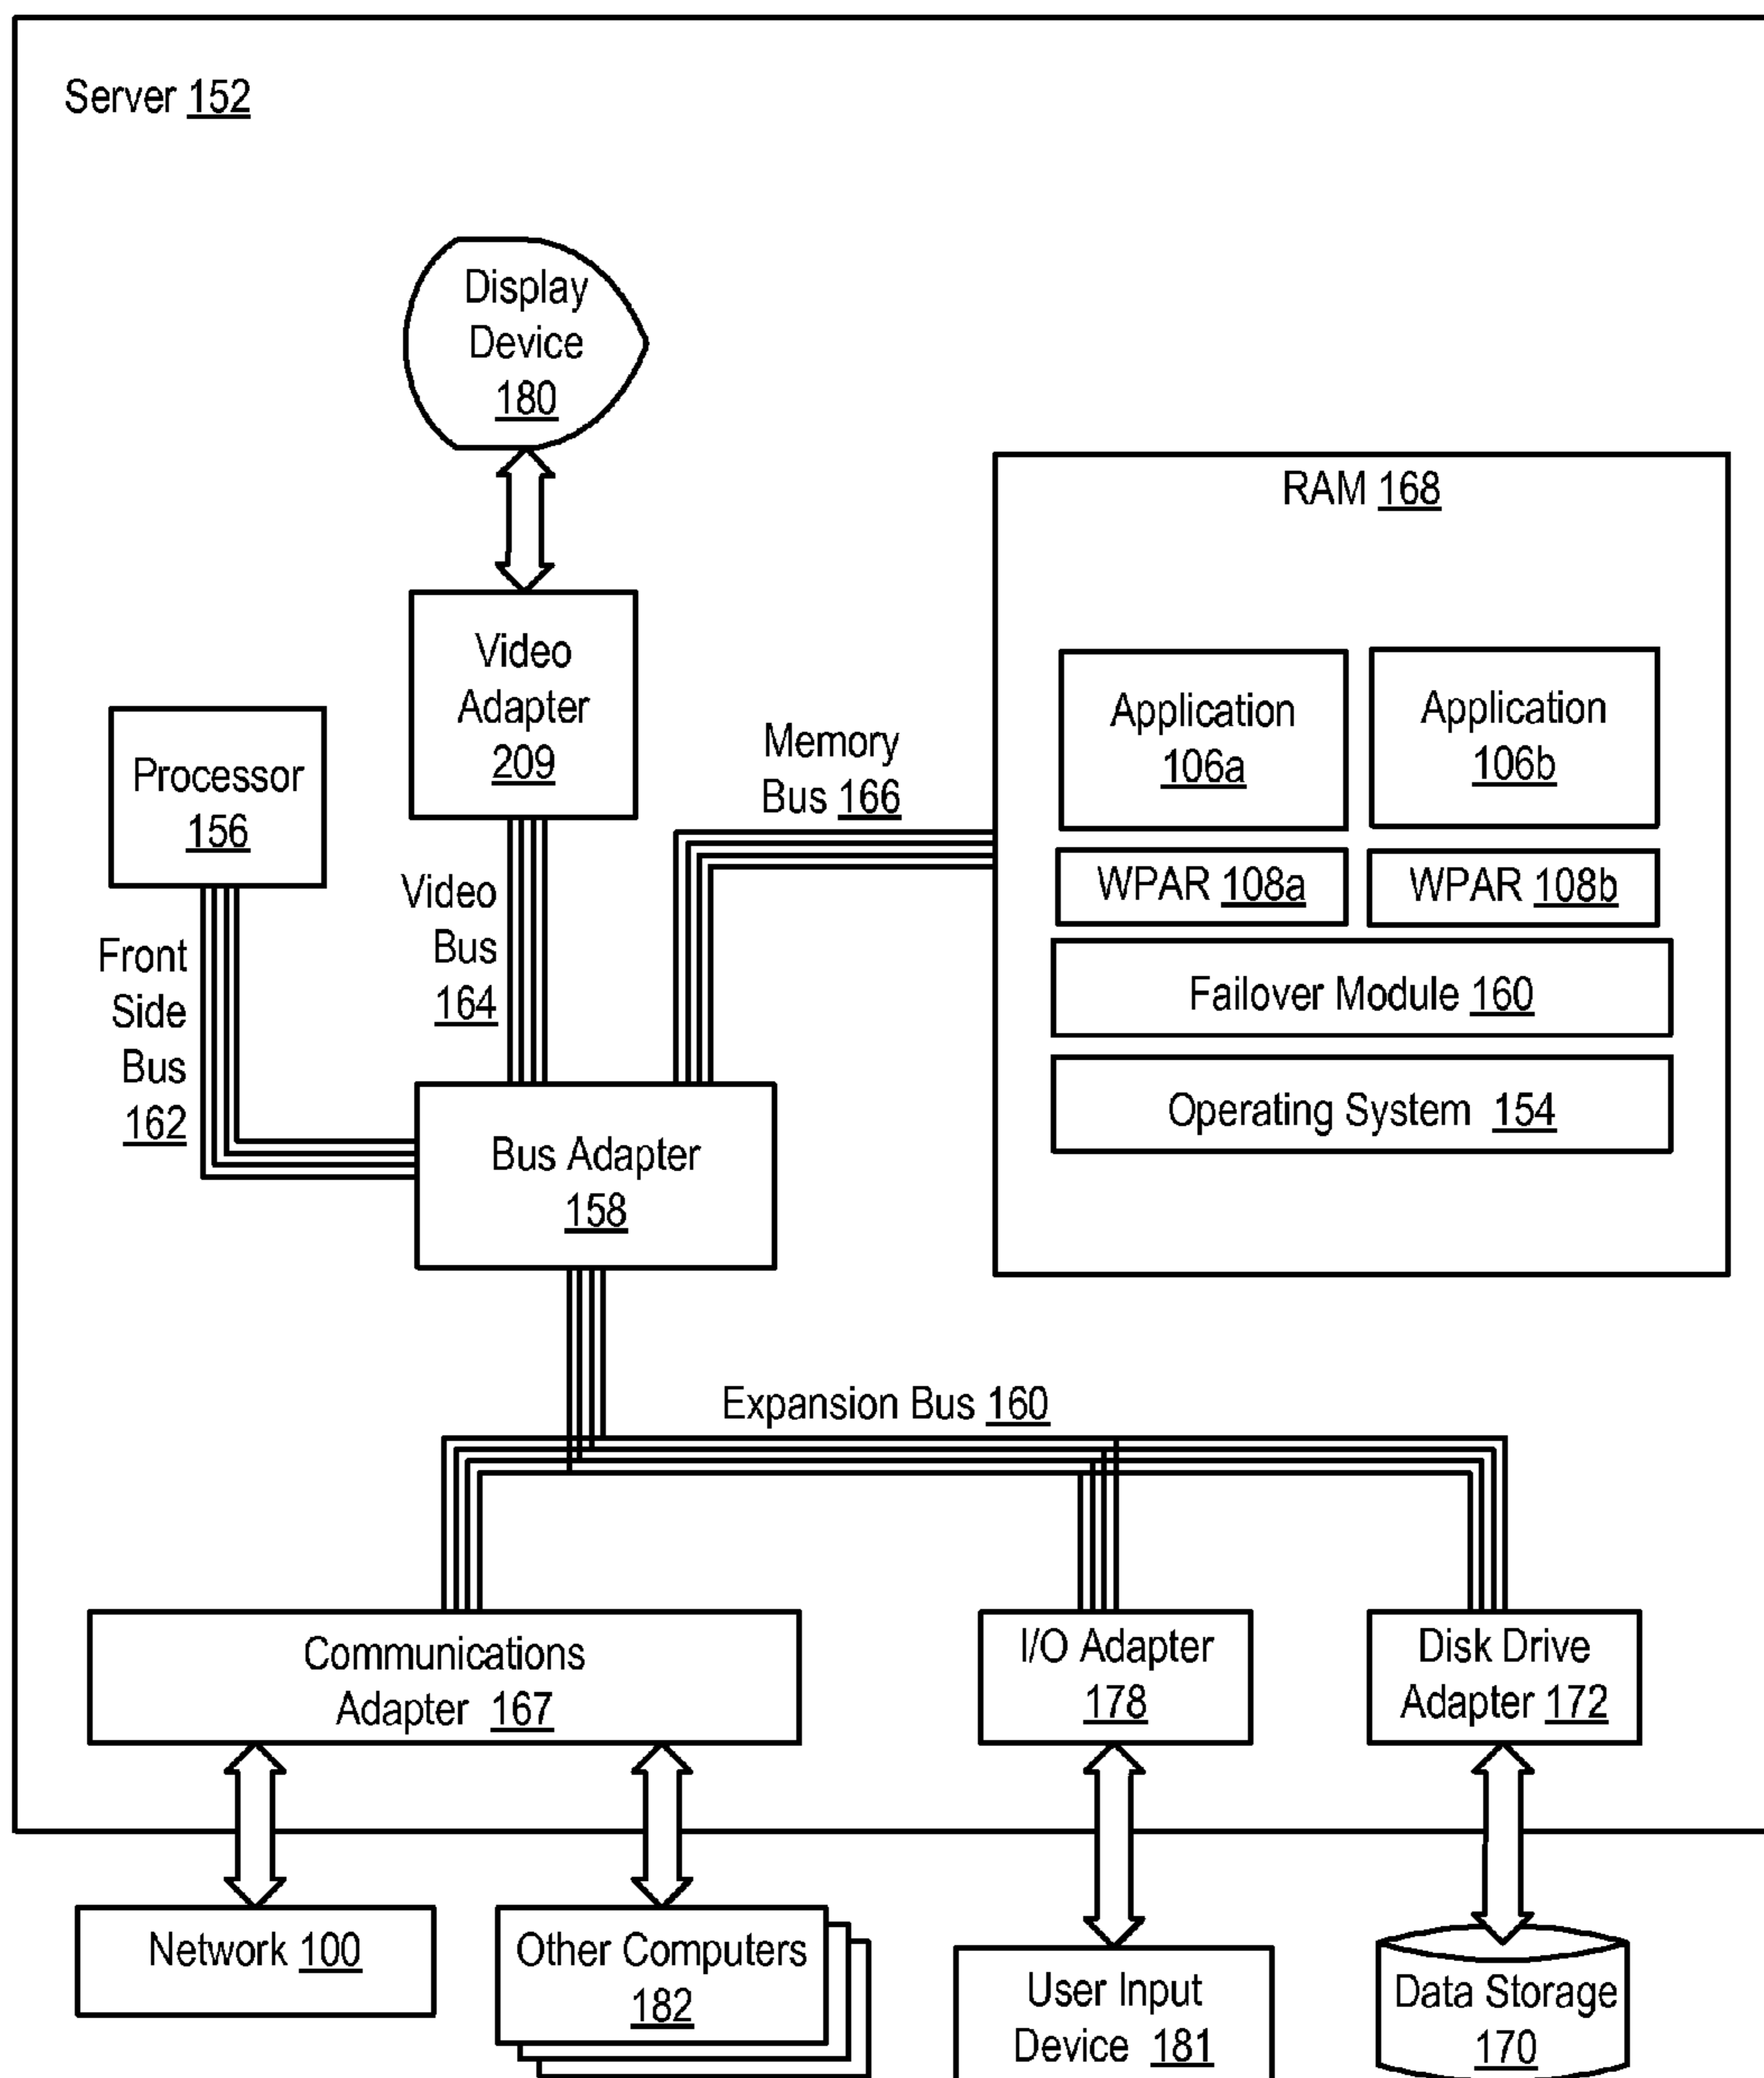 Server 152
Display
Device
180
RAM 168
Video
Adapter
209
Application
106a
Application
106b
Processor
156
Memory
Bus 166
WPAR 108a
WPAR 108b
Video
Bus
164
Front
Side
Bus
162
Failover Module 160
Operating System 154
Bus Adapter
158
Expansion Bus 160
Communications
Adapter 167
I/O Adapter
178
Disk Drive
Adapter 172
Network 100
Other Computers
182
User Input
Device 181
Data Storage
170